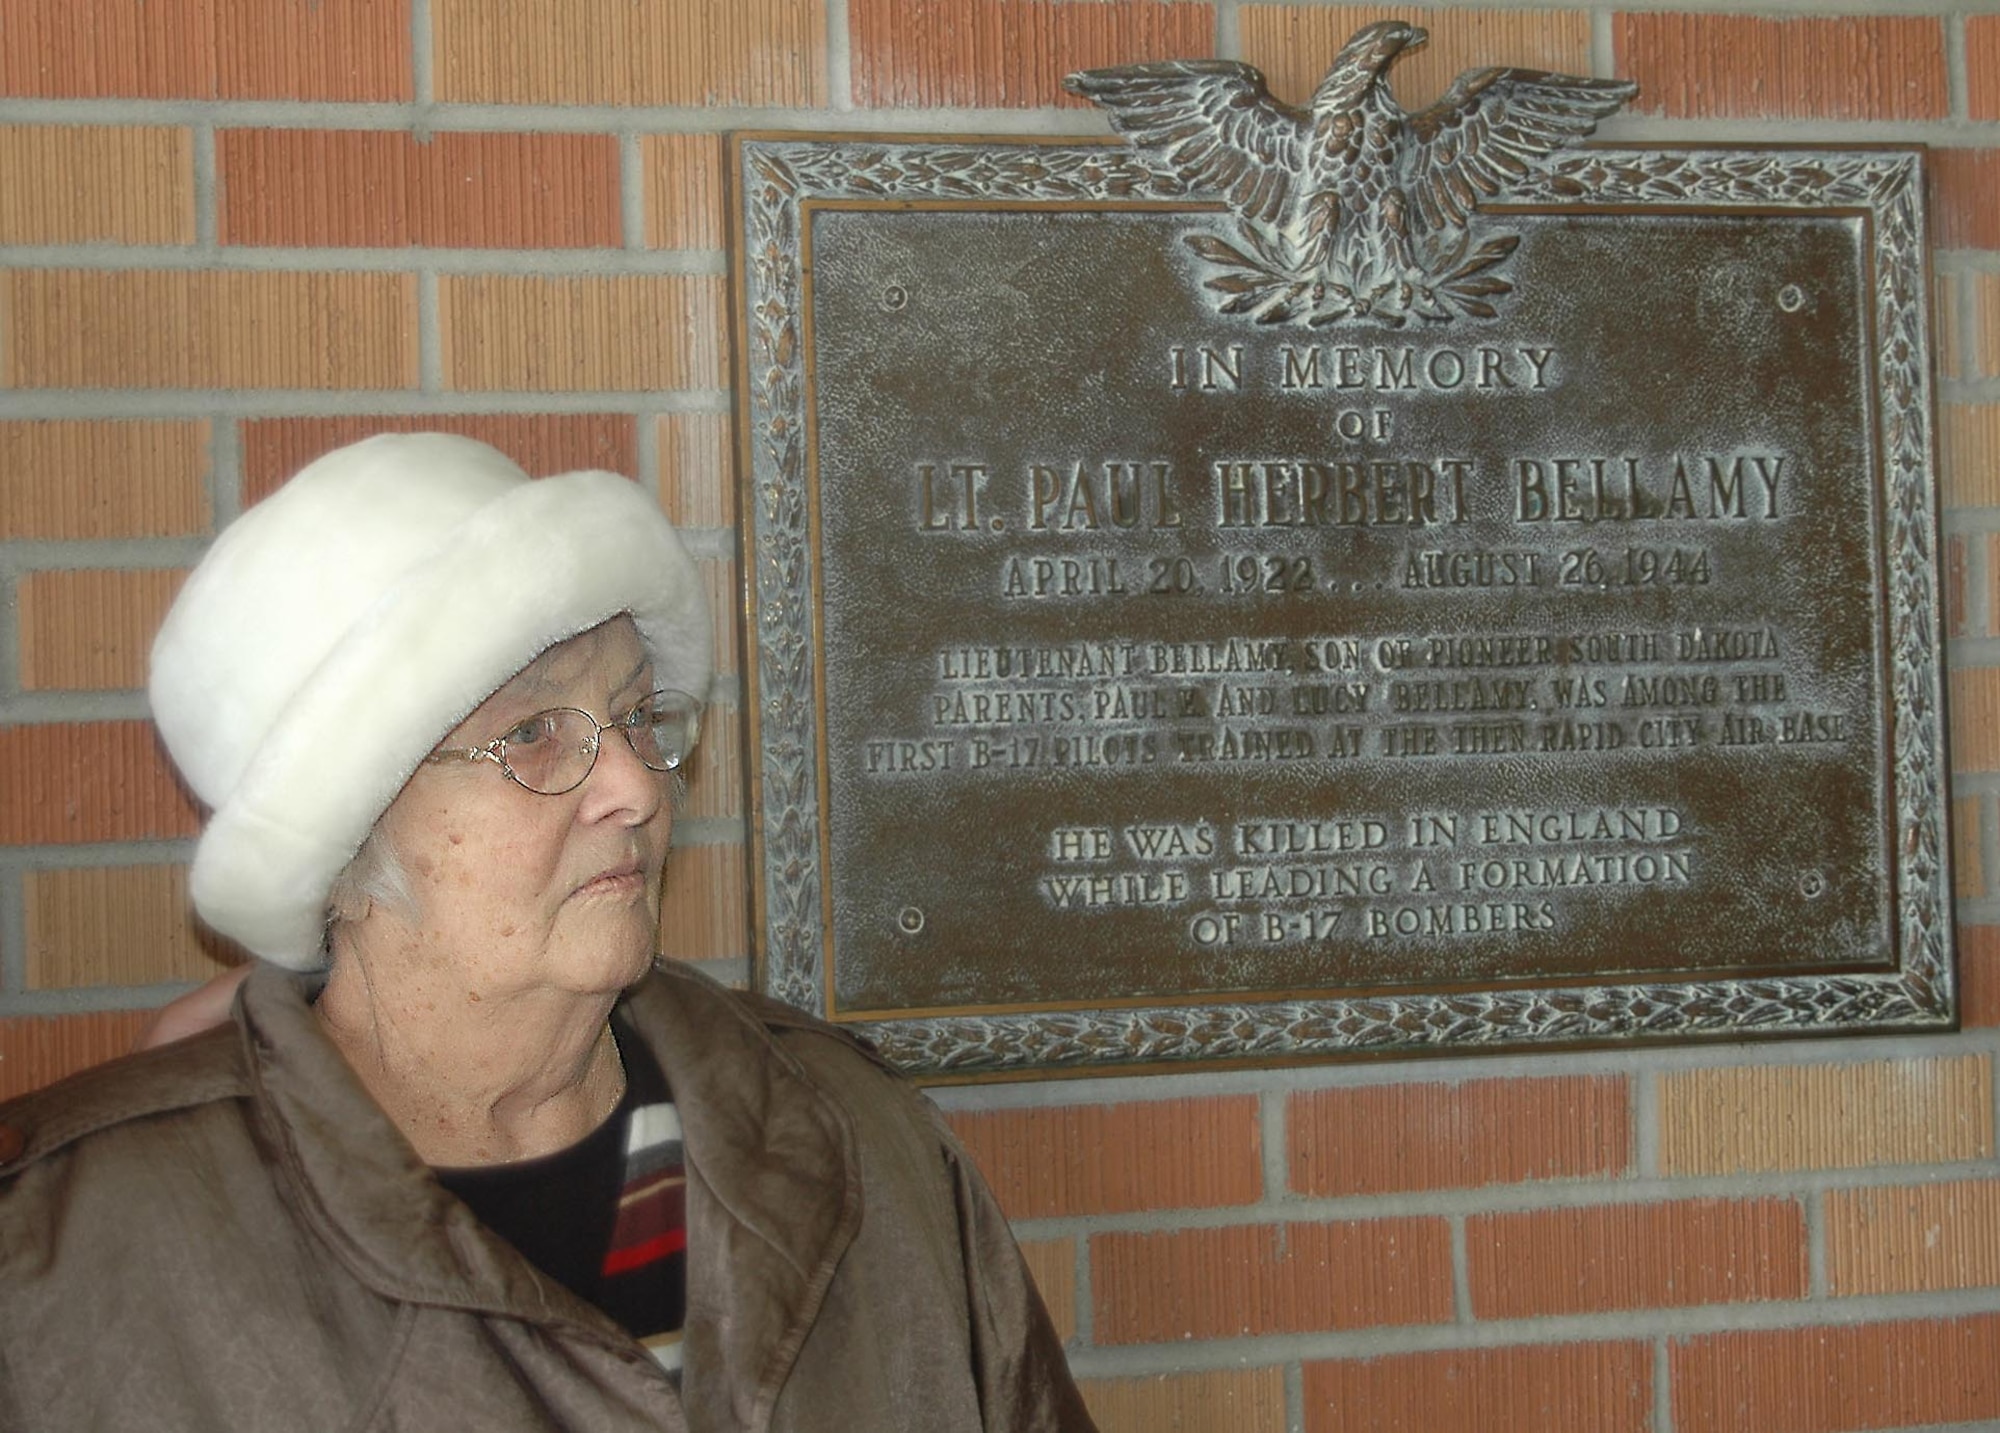 IN MEMORY
OF
LT. PAUL HERBERT BELLAMY
APRIL 20, 1922 . . . AUGUST 26, 1944
LIEUTENANT BELLAMY, SON OF PIONEER SOUTH DAKOTA
PARENTS, PAUL E. AND LUCY BELLAMY, WAS AMONG THE
FIRST B-17 PILOTS TRAINED AT THE THEN RAPID CITY AIR BASE
HE WAS KILLED IN ENGLAND
WHILE LEADING A FORMATION
OF B-17 BOMBERS